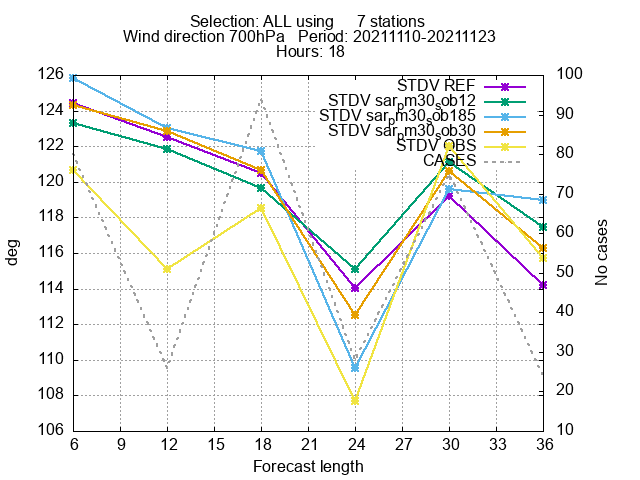 Selection: ALL using     7 stations
Wind direction 700hPa   Period: 20211110-20211123
Hours: 18
STDV REF
STDV sarpm30sob12
STDV sarpm30sob185
STDV sarpm30sob30
STDV OBS
CASES
126
124
122
120
118
116
114
112
110
108
106
100
90
80
70
60
50
40
30
20
10
deg
No cases
6 9 12 15 18 21 24 27 30 33 36
Forecast length